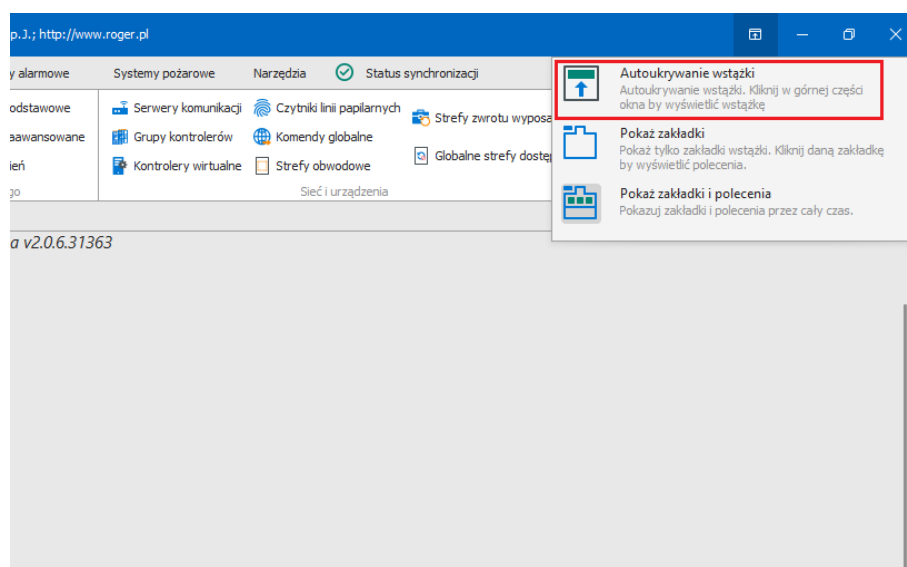 p.J.; http://www.roger.pl
y alarmowe Systemy pożarowe Narzędzia Status synchronizacji
odstawowe Serwery komunikacji Czytniki linii papilarnych Strefy zwrotu wyposa
aawansowane Grupy kontrolerów Komendy globalne
ień Kontrolery wirtualne Strefy obwodowe Globalne strefy dostęp
go Sieć i urządzenia
a v2.0.6.31363
Autoukrywanie wstążki
Autoukrywanie wstążki. Kliknij w górnej części
okna by wyświetlić wstążkę
Pokaż zakładki
Pokaż tylko zakładki wstążki. Kliknij daną zakładkę
by wyświetlić polecenia.
Pokaż zakładki i polecenia
Pokazuj zakładki i polecenia przez cały czas.